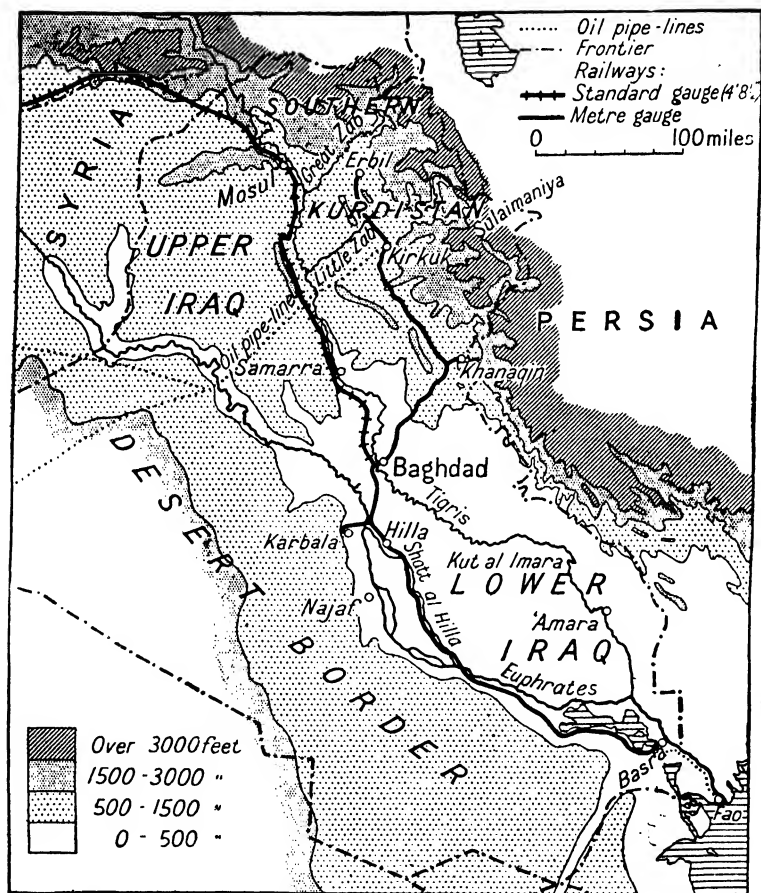 Oil pipe-lines
Frontier
Railways:
Standard gauge (4'8½")
Metre gauge
0 100 miles
SYRIA
SOUTHERN
KURDISTAN
Great Zab
Erbil
Mosul
Sulaimaniya
UPPER
IRAQ
Little Zab
Kirkuk
Oil pipe-line
PERSIA
Samarra
Khanaqin
Baghdad
Tigris
DESERT BORDER
Karbala
Hilla
Shatt al Hilla
Kut al Imara
LOWER
IRAQ
Najaf
'Amara
Euphrates
Basra
Fao
Over 3000 feet
1500 - 3000 "
500 - 1500 "
0 - 500 "